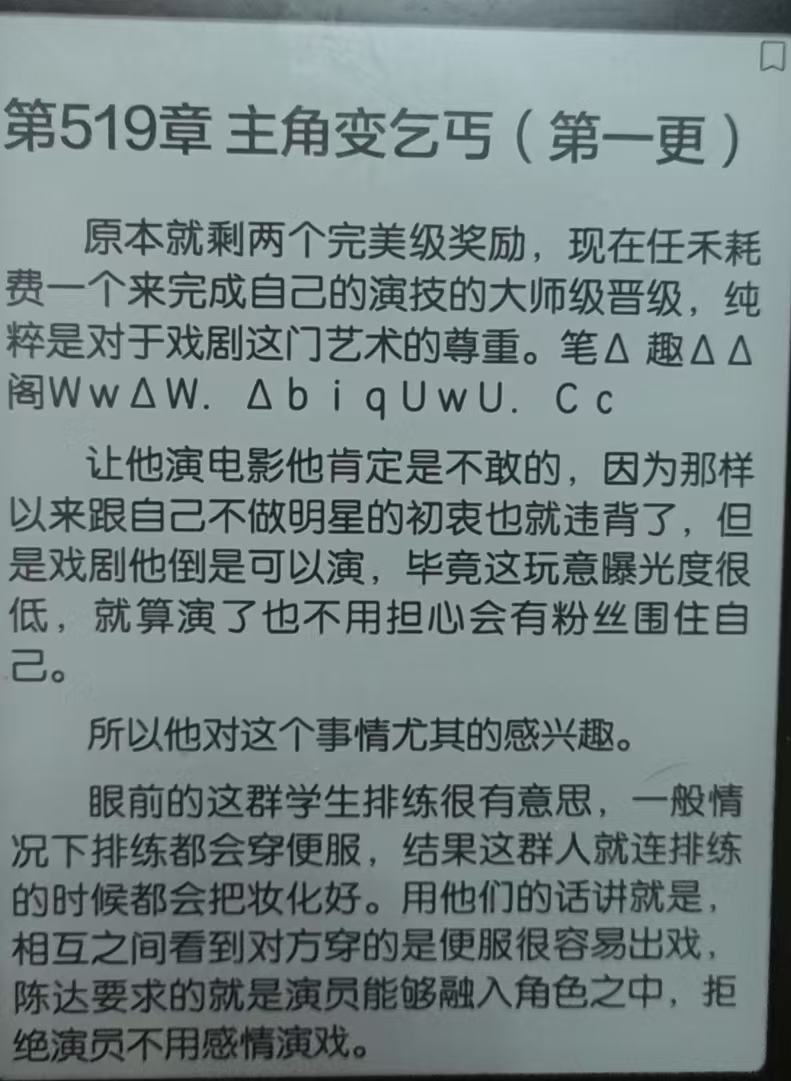 第519章 主角变乞丐（第一更）
原本就剩两个完美级奖励，现在任禾耗
费一个来完成自己的演技的大师级晋级，纯
粹是对于戏剧这门艺术的尊重。笔Δ 趣ΔΔ
阁WwΔW. ΔbiqUwU. Cc
让他演电影他肯定是不敢的，因为那样
以来跟自己不做明星的初衷也就违背了，但
是戏剧他倒是可以演，毕竟这玩意曝光度很
低，就算演了也不用担心会有粉丝围住自
己。
所以他对这个事情尤其的感兴趣。
眼前的这群学生排练很有意思，一般情
况下排练都会穿便服，结果这群人就连排练
的时候都会把妆化好。用他们的话讲就是，
相互之间看到对方穿的是便服很容易出戏，
陈达要求的就是演员能够融入角色之中，拒
绝演员不用感情演戏。